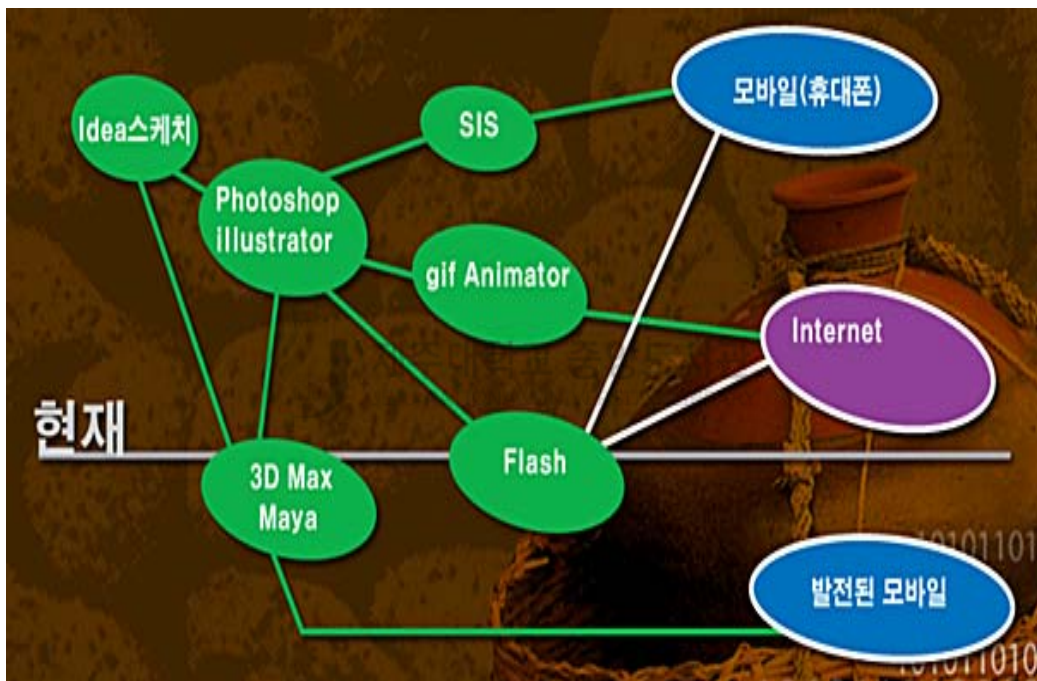 모바일(휴대폰)
Idea스케치
SIS
Photoshop
illustrator
gif Animator
Internet
현재
Flash
3D Max
Maya
10101101
발전된 모바일
101011010